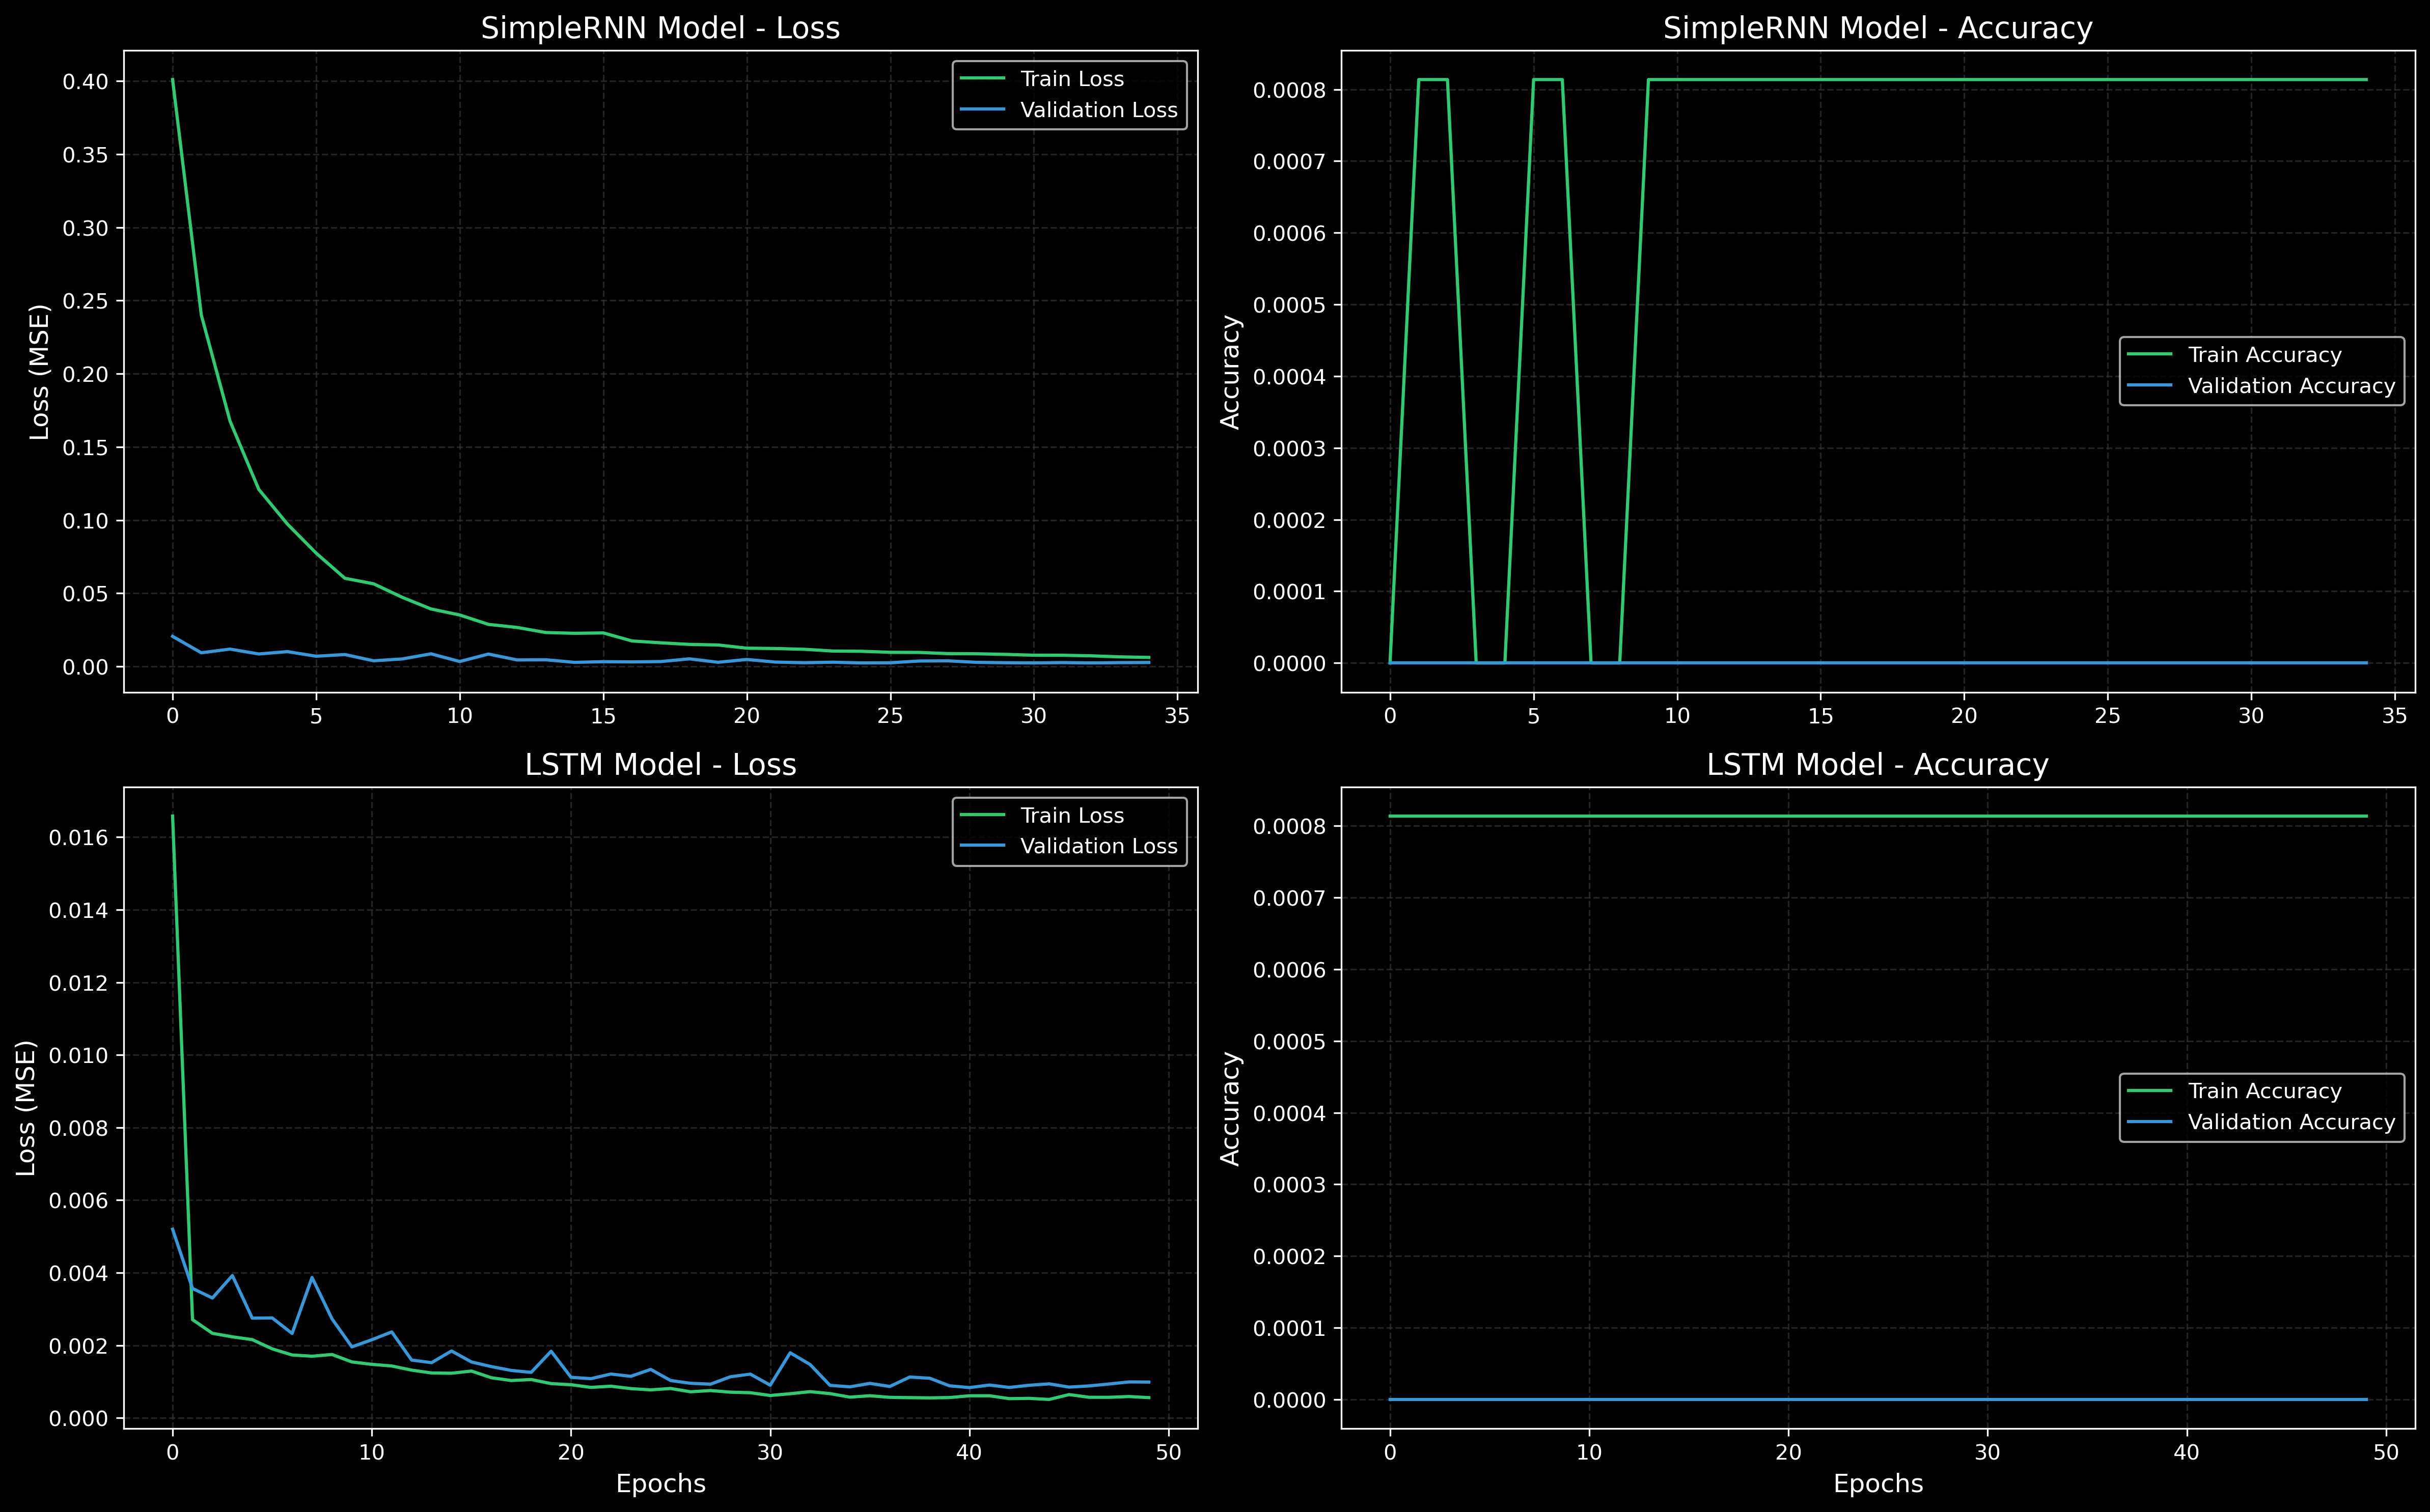 SimpleRNN Model - Loss
Loss (MSE)
0.40
0.35
0.30
0.25
0.20
0.15
0.10
0.05
0.00
0 5 10 15 20 25 30 35
Train Loss
Validation Loss
SimpleRNN Model - Accuracy
Accuracy
0.0008
0.0007
0.0006
0.0005
0.0004
0.0003
0.0002
0.0001
0.0000
0 5 10 15 20 25 30 35
Train Accuracy
Validation Accuracy
LSTM Model - Loss
Loss (MSE)
0.016
0.014
0.012
0.010
0.008
0.006
0.004
0.002
0.000
0 10 20 30 40 50
Epochs
Train Loss
Validation Loss
LSTM Model - Accuracy
Accuracy
0.0008
0.0007
0.0006
0.0005
0.0004
0.0003
0.0002
0.0001
0.0000
0 10 20 30 40 50
Epochs
Train Accuracy
Validation Accuracy